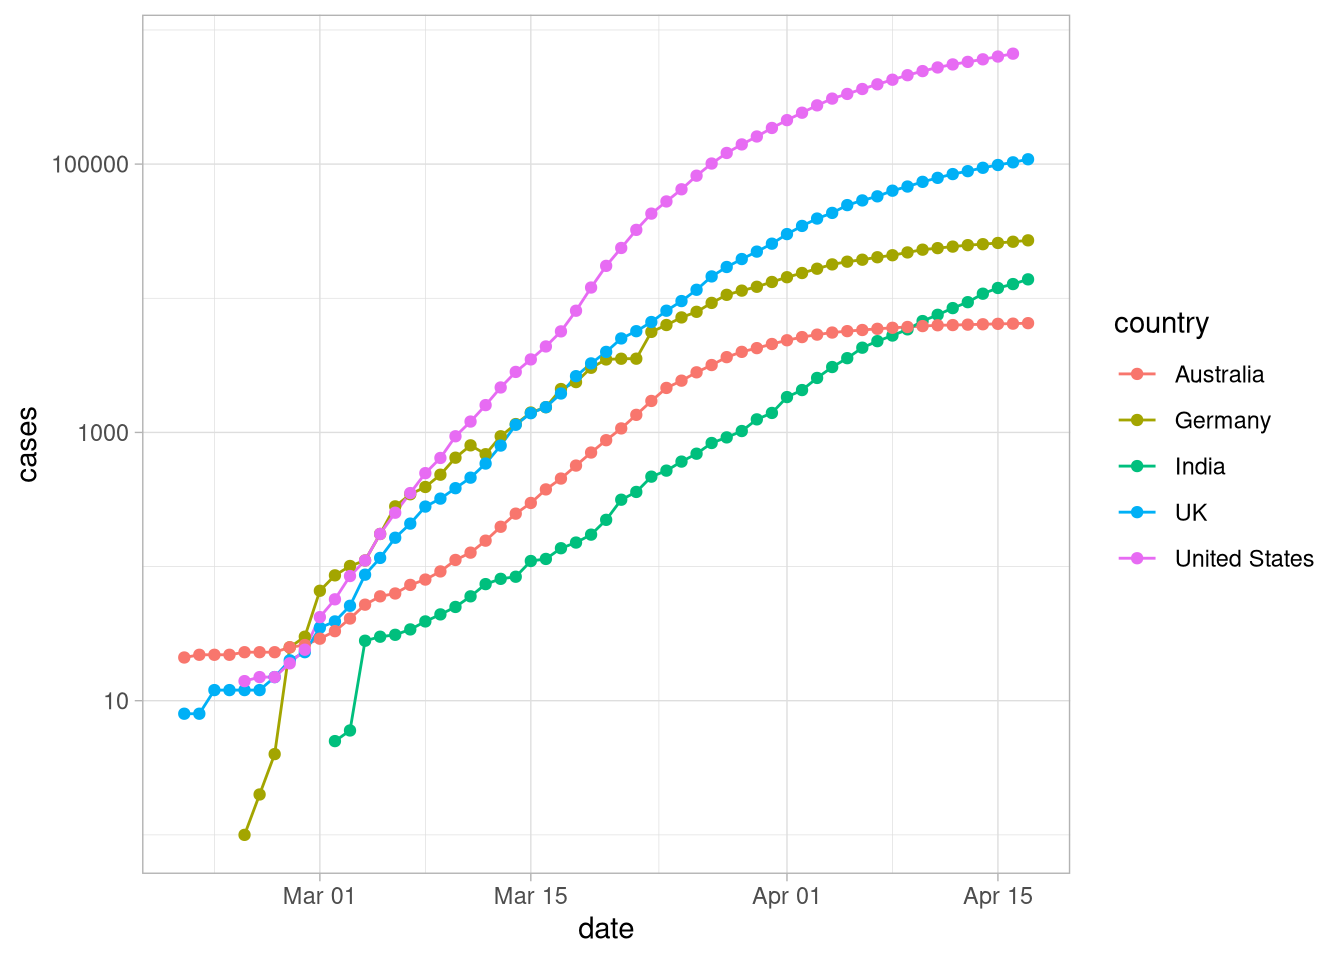 100000
1000
10
cases
Mar 01
Mar 15
Apr 01
Apr 15
date
country
Australia
Germany
India
UK
United States